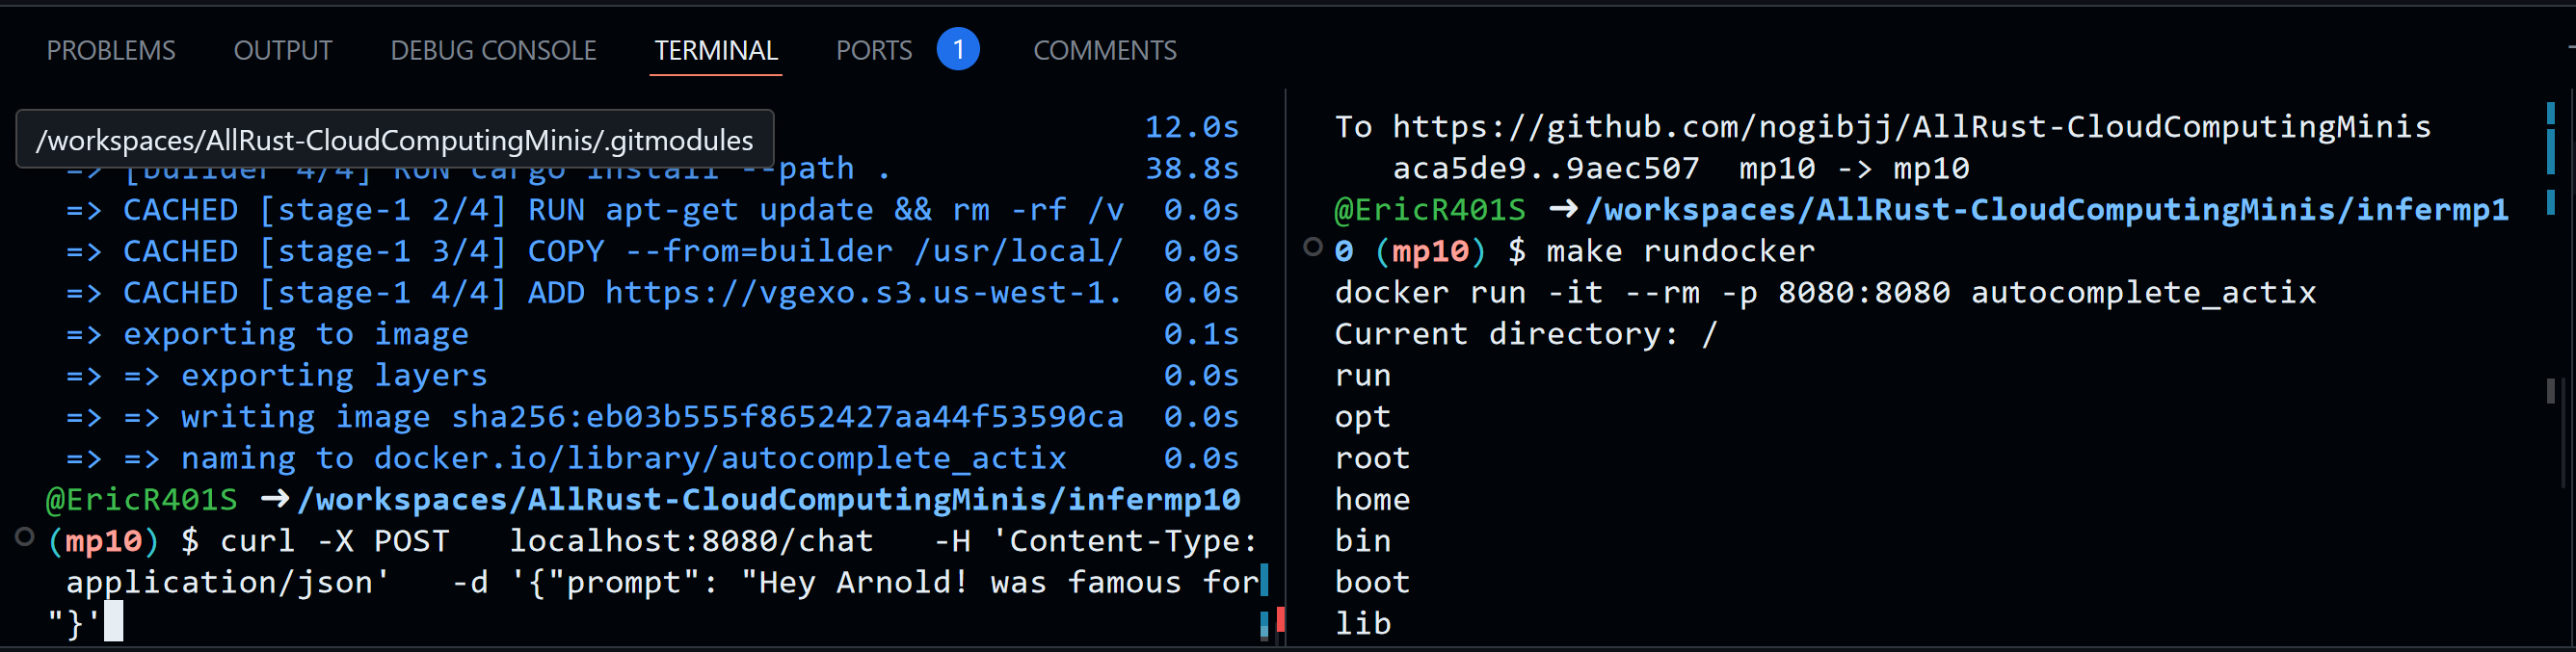 PROBLEMS OUTPUT DEBUG CONSOLE TERMINAL PORTS 1 COMMENTS
/workspaces/AllRust-CloudComputingMinis/.gitmodules
12.0s
=> [builder 4/4] RUN cargo install --path . 38.8s
=> CACHED [stage-1 2/4] RUN apt-get update && rm -rf /v 0.0s
=> CACHED [stage-1 3/4] COPY --from=builder /usr/local/ 0.0s
=> CACHED [stage-1 4/4] ADD https://vgexo.s3.us-west-1. 0.0s
=> exporting to image 0.1s
=> => exporting layers 0.0s
=> => writing image sha256:eb03b555f8652427aa44f53590ca 0.0s
=> => naming to docker.io/library/autocomplete_actix 0.0s
@EricR401S ➜ /workspaces/AllRust-CloudComputingMinis/infermp10
(mp10) $ curl -X POST   localhost:8080/chat   -H 'Content-Type:
application/json'   -d '{"prompt": "Hey Arnold! was famous for
"}'
To https://github.com/nogibjj/AllRust-CloudComputingMinis
aca5de9..9aec507  mp10 -> mp10
@EricR401S ➜ /workspaces/AllRust-CloudComputingMinis/infermp1
0 (mp10) $ make rundocker
docker run -it --rm -p 8080:8080 autocomplete_actix
Current directory: /
run
opt
root
home
bin
boot
lib